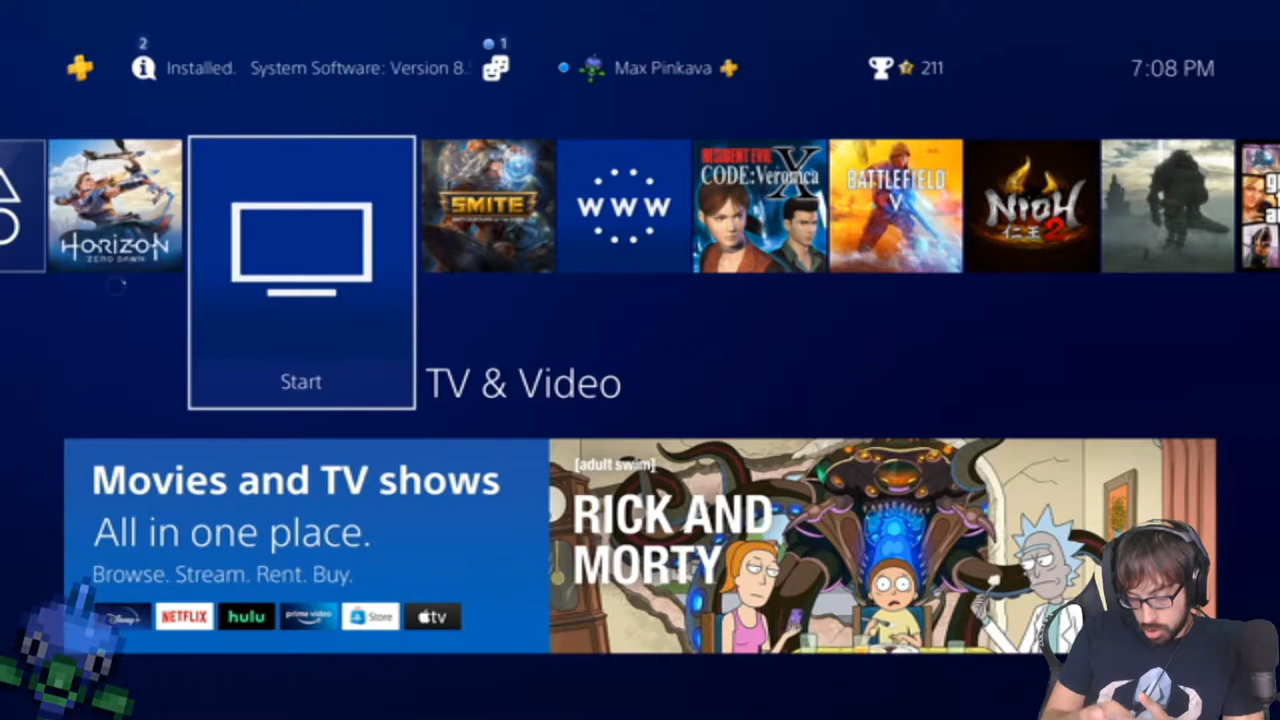 2
Installed. System Software: Version 8.
1
Max Pinkava
211
7:08 PM
HORIZON
ZERO DAWN
SMITE
WWW
RESIDENT EVIL
CODE:Veronica
X
BATTLEFIELD
V
NIOH
仁王2
Start
TV & Video
Movies and TV shows
All in one place.
Browse. Stream. Rent. Buy.
Disney+
NETFLIX
hulu
prime video
Store
tv
[adult swim]
RICK AND
MORTY